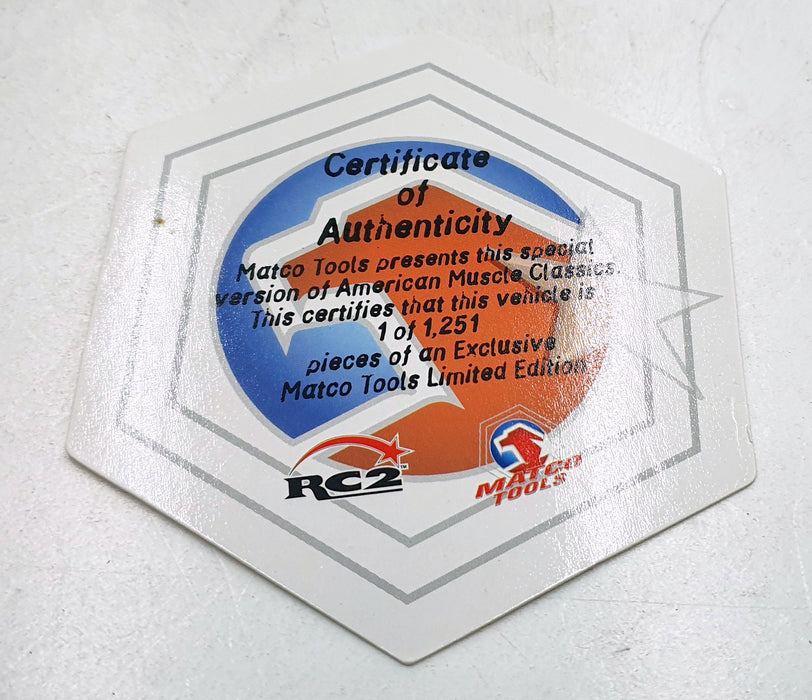 Certificate
of
Authenticity
Matco Tools presents this special
version of American Muscle Classics.
This certifies that this vehicle is
1 of 1,251
pieces of an Exclusive
Matco Tools Limited Edition
RC2™
MATCO
TOOLS